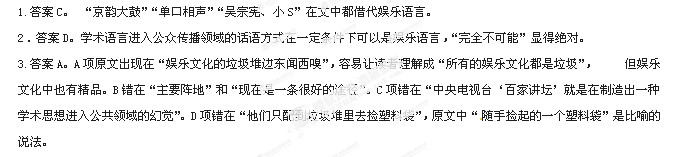 1.答案C。 “京韵大鼓”“单口相声”“吴宗宪、小S”在文中都借代娱乐语言。
2．答案D。学术语言进入公众传播领域的话语方式在一定条件下可以是娱乐语言，“完全不可能”显得绝对。
3.答案A。A项原文出现在“娱乐文化的垃圾堆边东闻西嗅”，容易让读者理解成“所有的娱乐文化都是垃圾”， 但娱乐
文化中也有精品。B错在“主要阵地”和“现在是一条很好的途径”。C项错在“中央电视台‘百家讲坛’就是在制造出一种
学术思想进入公共领域的幻觉”。D项错在“他们只配到垃圾堆里去捡塑料袋”，原文中“随手捡起的一个塑料袋”是比喻的
说法。